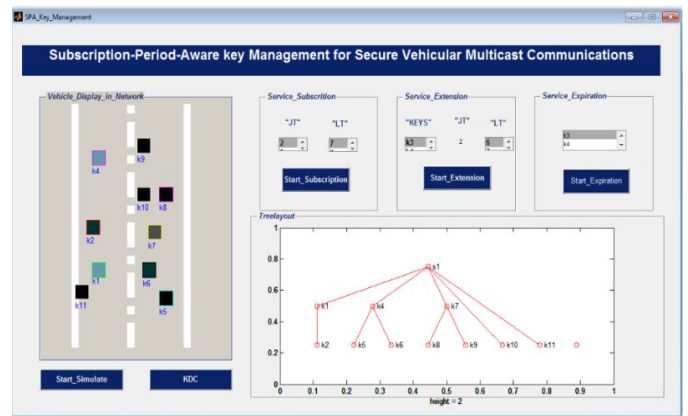 SPA_Key_Management
Subscription-Period-Aware key Management for Secure Vehicular Multicast Communications
Vehicle_Display_in_Network
k9
k4
k10 k8
k2
k7
k1
k6
k11
k5
Start_Simulate
KDC
Service_Subscrition
"JT" "LT"
2 7
Start_Subscription
Service_Extension
"KEYS" "JT" "LT"
k3 2 6
Start_Extension
Service_Expiration
k3
k4
Start_Expiration
Treelayout
1
0.8
0.6
0.4
0.2
0
s1
k1 k4 k7
k2 k5 k6 k8 k9 k10 k11
0 0.1 0.2 0.3 0.4 0.5 0.6 0.7 0.8 0.9 1
height = 2